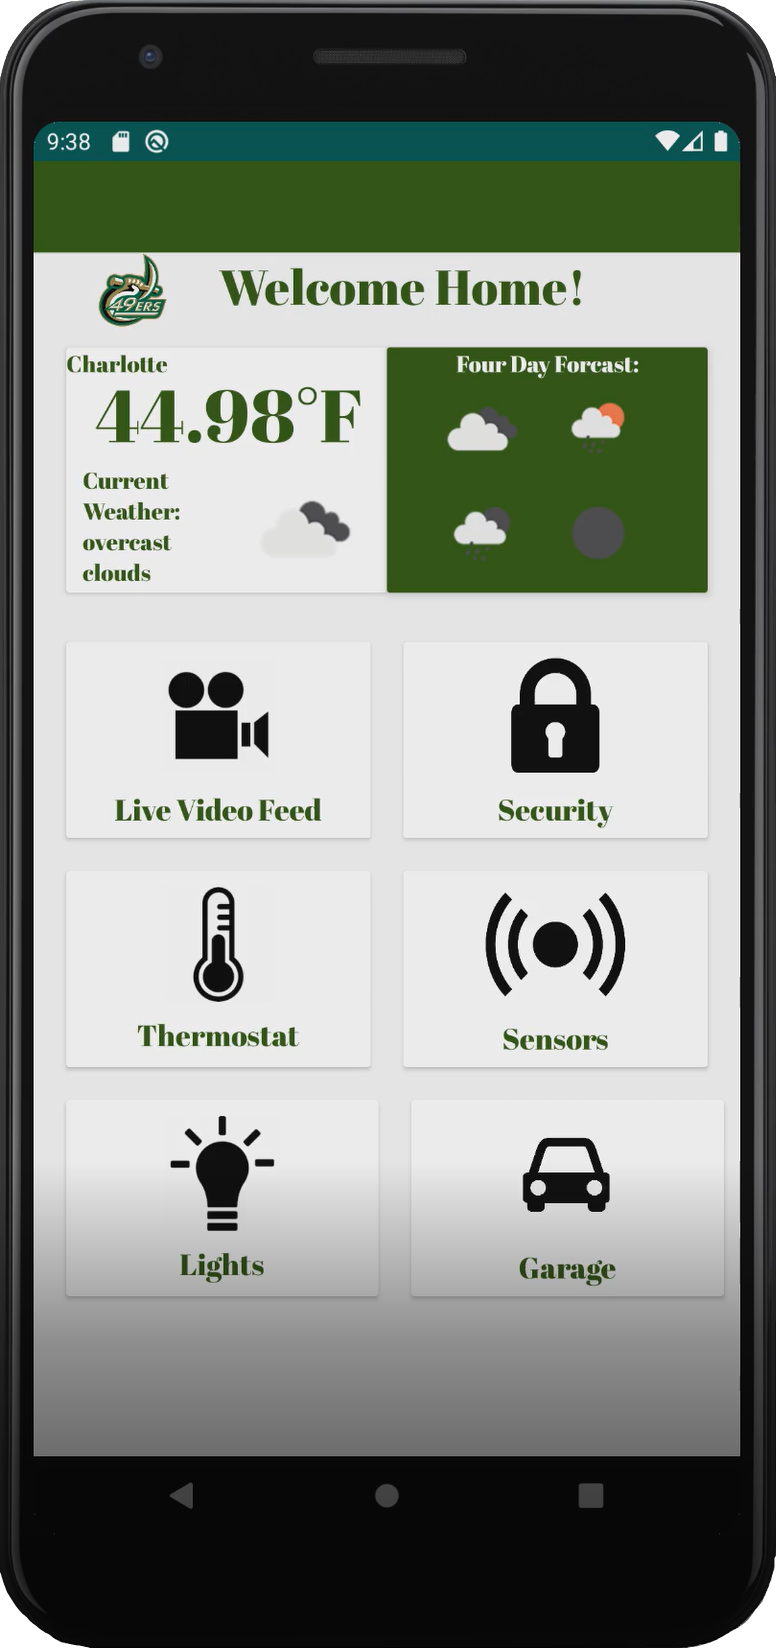 9:38
49ERS
Welcome Home!
Charlotte
44.98°F
Current
Weather:
overcast
clouds
Four Day Forcast:
Live Video Feed
Security
Thermostat
Sensors
Lights
Garage